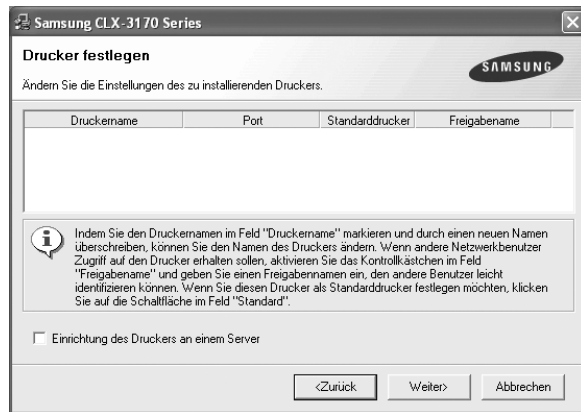 Samsung CLX-3170 Series
Drucker festlegen
SAMSUNG
Ändern Sie die Einstellungen des zu installierenden Druckers.
Druckername Port Standarddrucker Freigabename
Indem Sie den Druckernamen im Feld "Druckername" markieren und durch einen neuen Namen
überschreiben, können Sie den Namen des Druckers ändern. Wenn andere Netzwerkbenutzer
Zugriff auf den Drucker erhalten sollen, aktivieren Sie das Kontrollkästchen im Feld
"Freigabename" und geben Sie einen Freigabennamen ein, den andere Benutzer leicht
identifizieren können. Wenn Sie diesen Drucker als Standarddrucker festlegen möchten, klicken
Sie auf die Schaltfläche im Feld "Standard".
Einrichtung des Druckers an einem Server
<Zurück Weiter> Abbrechen